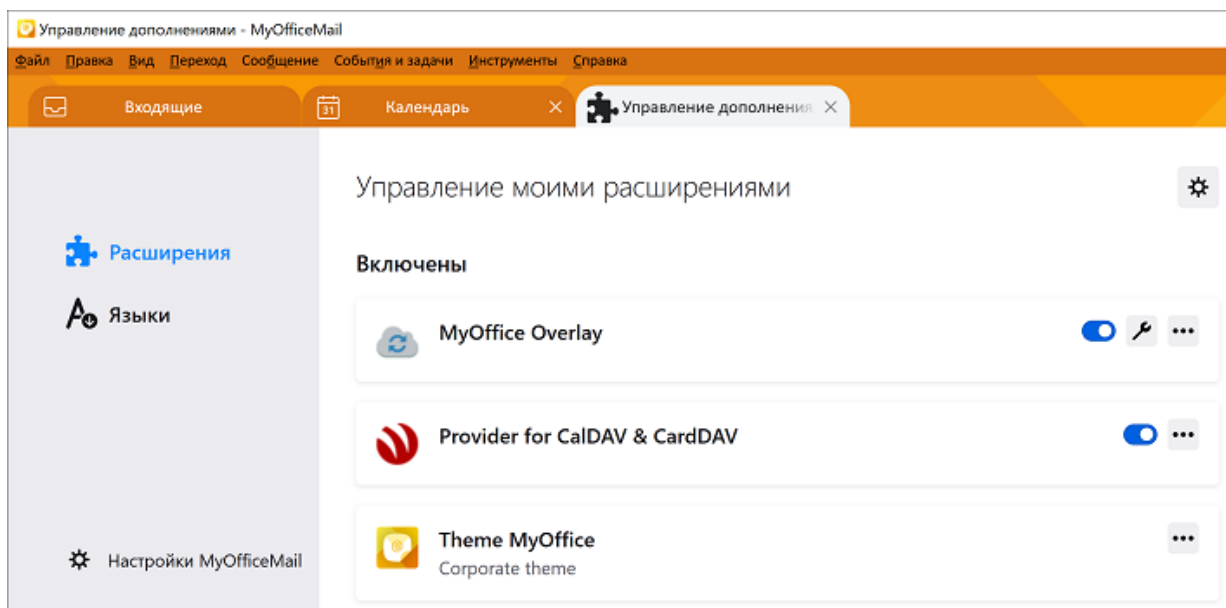 Управление дополнениями - MyOfficeMail
Файл Правка Вид Переход Сообщение События и задачи Инструменты Справка
31
Входящие Календарь Управление дополнения
Управление моими расширениями
Расширения
Включены
Языки
MyOffice Overlay
Provider for CalDAV & CardDAV
Theme MyOffice
Corporate theme
Настройки MyOfficeMail